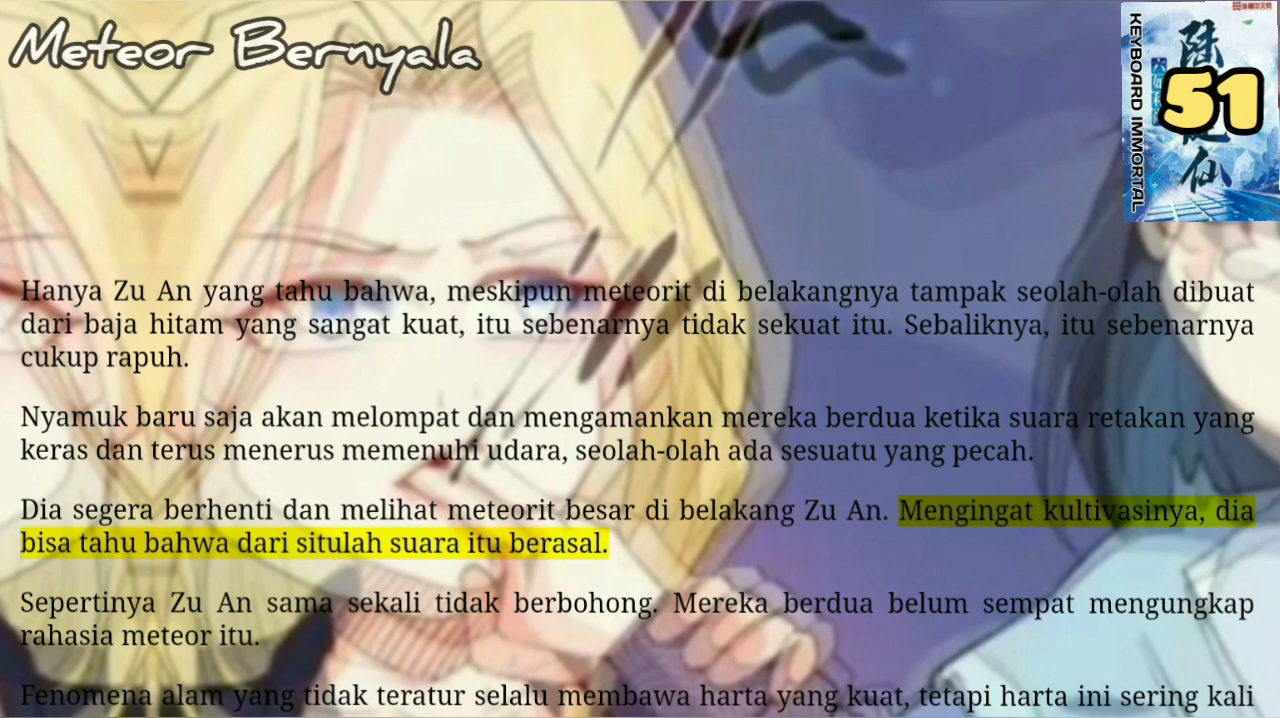 Meteor Bernyala
KEYBOARD IMMORTAL
51
Hanya Zu An yang tahu bahwa, meskipun meteorit di belakangnya tampak seolah-olah dibuat
dari baja hitam yang sangat kuat, itu sebenarnya tidak sekuat itu. Sebaliknya, itu sebenarnya
cukup rapuh.
Nyamuk baru saja akan melompat dan mengamankan mereka berdua ketika suara retakan yang
keras dan terus menerus memenuhi udara, seolah-olah ada sesuatu yang pecah.
Dia segera berhenti dan melihat meteorit besar di belakang Zu An. Mengingat kultivasinya, dia
bisa tahu bahwa dari situlah suara itu berasal.
Sepertinya Zu An sama sekali tidak berbohong. Mereka berdua belum sempat mengungkap
rahasia meteor itu.
Fenomena alam yang tidak teratur selalu membawa harta yang kuat, tetapi harta ini sering kali